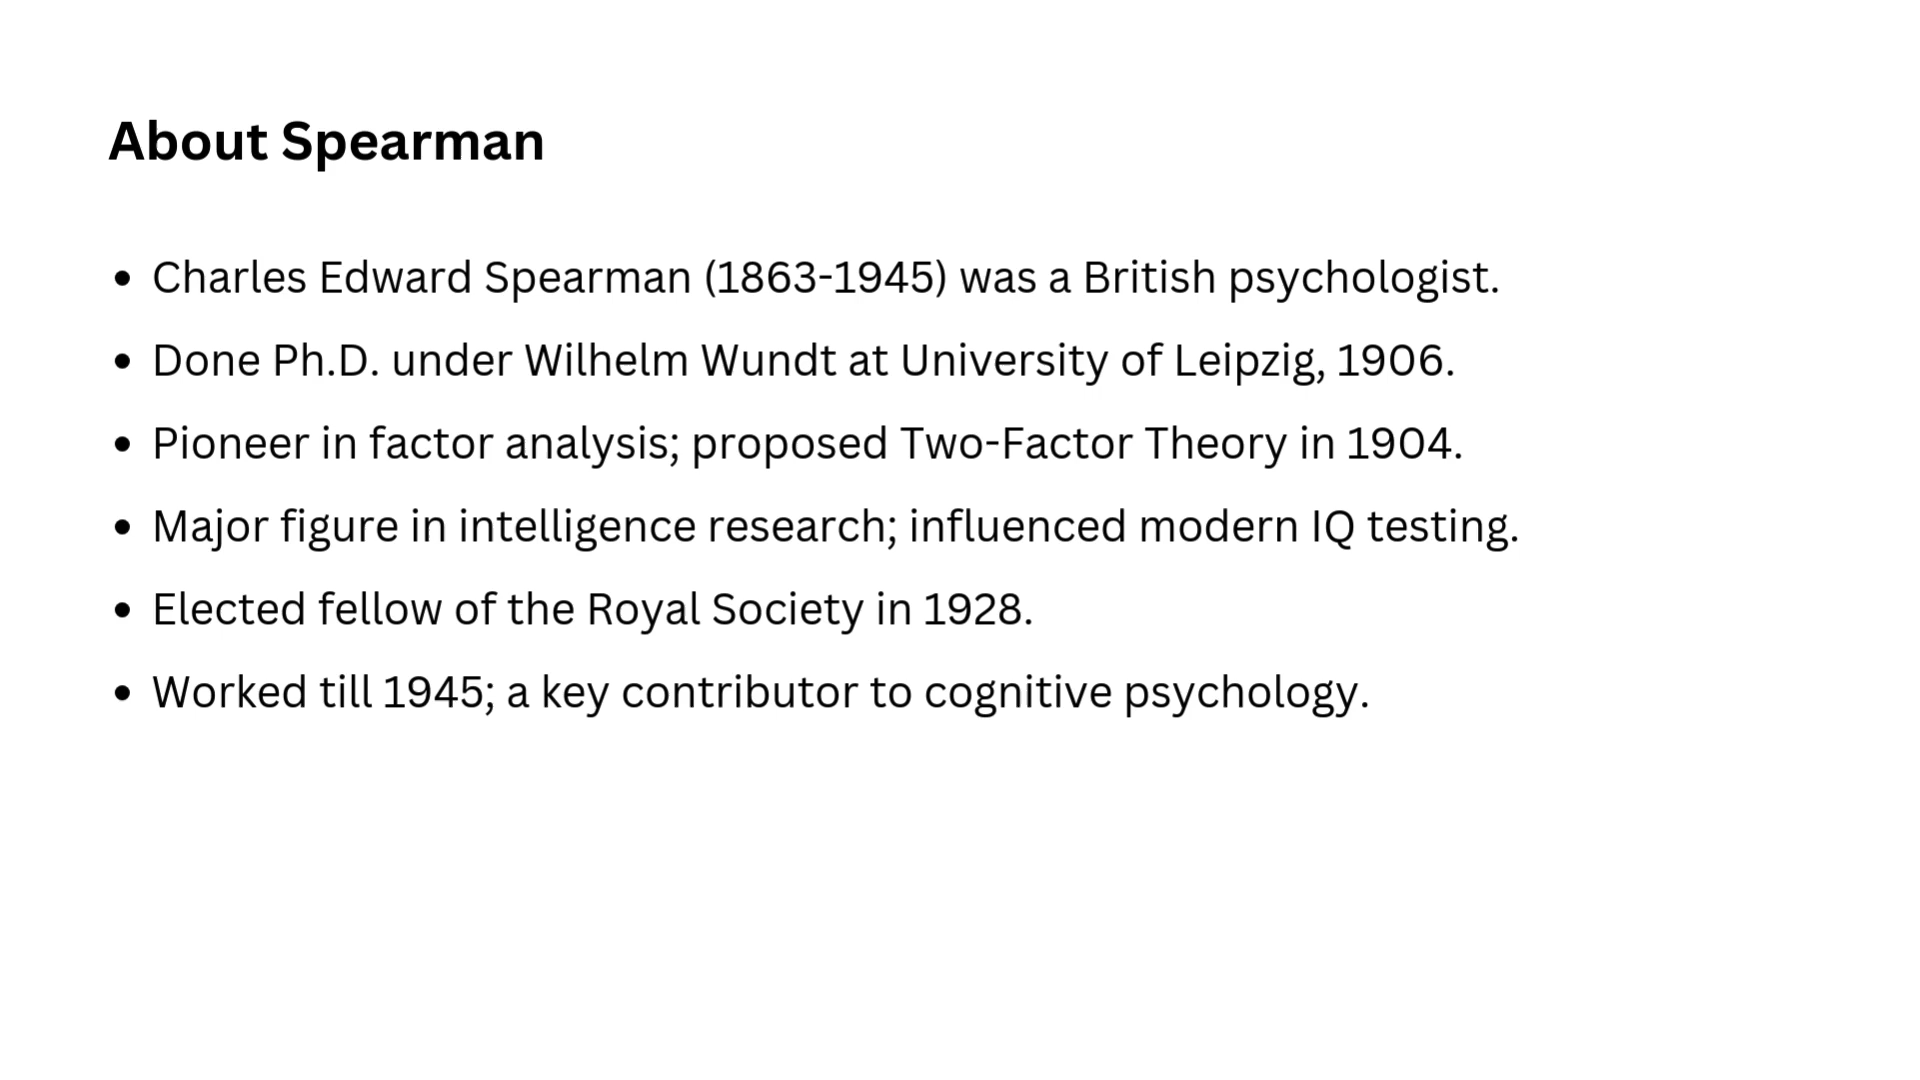 About Spearman
• Charles Edward Spearman (1863-1945) was a British psychologist.
• Done Ph.D. under Wilhelm Wundt at University of Leipzig, 1906.
• Pioneer in factor analysis; proposed Two-Factor Theory in 1904.
• Major figure in intelligence research; influenced modern IQ testing.
• Elected fellow of the Royal Society in 1928.
• Worked till 1945; a key contributor to cognitive psychology.